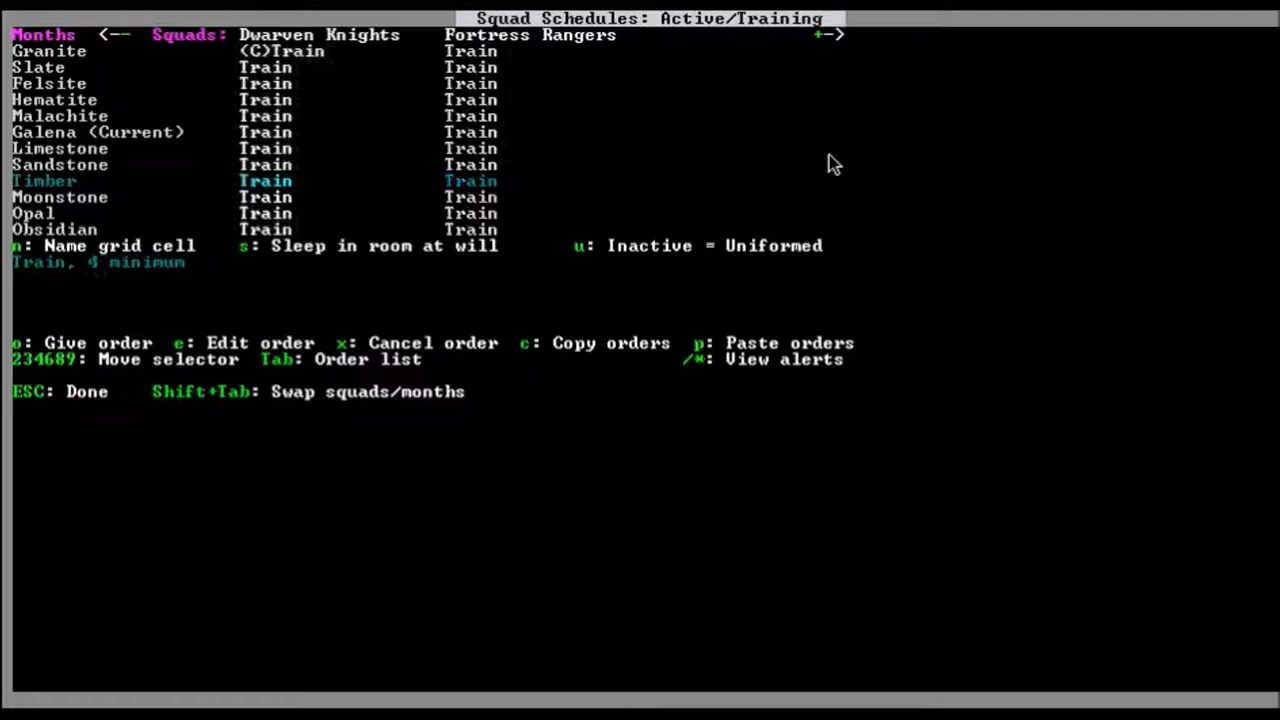 Squad Schedules: Active/Training
Months <-- Squads: Dwarven Knights Fortress Rangers +->
Granite (C)Train Train
Slate Train Train
Felsite Train Train
Hematite Train Train
Malachite Train Train
Galena (Current) Train Train
Limestone Train Train
Sandstone Train Train
Timber Train Train
Moonstone Train Train
Opal Train Train
Obsidian Train Train
n: Name grid cell s: Sleep in room at will u: Inactive = Uniformed
Train, minimum
o: Give order e: Edit order x: Cancel order c: Copy orders p: Paste orders
234689: Move selector Tab: Order list /*: View alerts
ESC: Done Shift+Tab: Swap squads/months